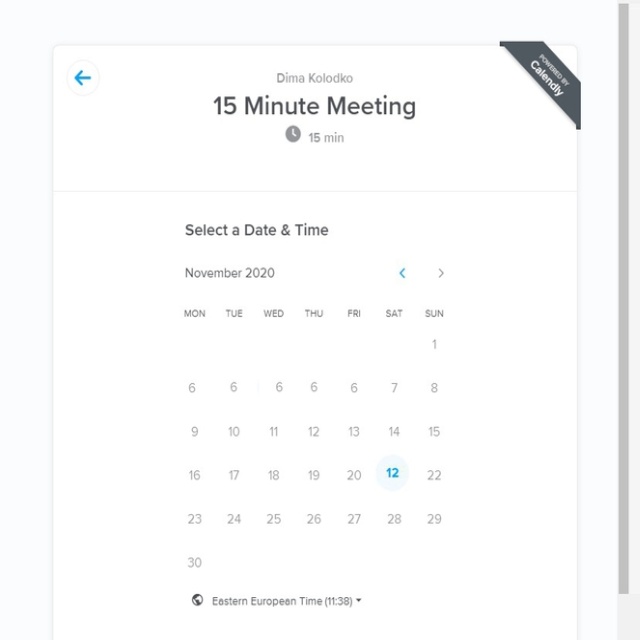 Dima Kolodko
POWERED BY
Calendly
15 Minute Meeting
15 min
Select a Date & Time
November 2020
MON TUE WED THU FRI SAT SUN
1
6 6 6 6 6 7 8
9 10 11 12 13 14 15
16 17 18 19 20 12 22
23 24 25 26 27 28 29
30
Eastern European Time (11:38)